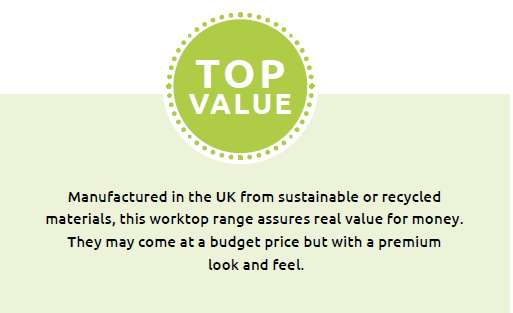 TOP
VALUE
Manufactured in the UK from sustainable or recycled
materials, this worktop range assures real value for money.
They may come at a budget price but with a premium
look and feel.